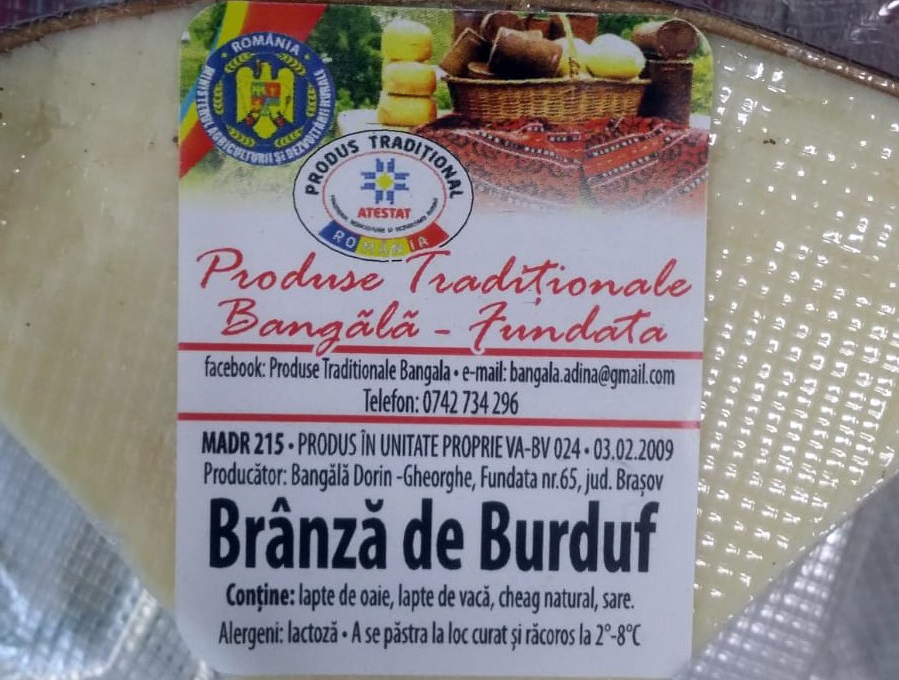 ROMÂNIA
MINISTERUL AGRICULTURII ȘI DEZVOLTĂRII RURALE
PRODUS TRADIȚIONAL
ATESTAT
ROMÂNIA
Produse Tradiționale
Bangãlã - Fundata
facebook: Produse Traditionale Bangala • e-mail: bangala.adina@gmail.com
Telefon: 0742 734 296
MADR 215 • PRODUS ÎN UNITATE PROPRIE VA-BV 024 • 03.02.2009
Producător: Bangălă Dorin -Gheorghe, Fundata nr.65, jud. Brașov
Brânză de Burduf
Conține: lapte de oaie, lapte de vacă, cheag natural, sare.
Alergeni: lactoză • A se păstra la loc curat și răcoros la 2°-8°C